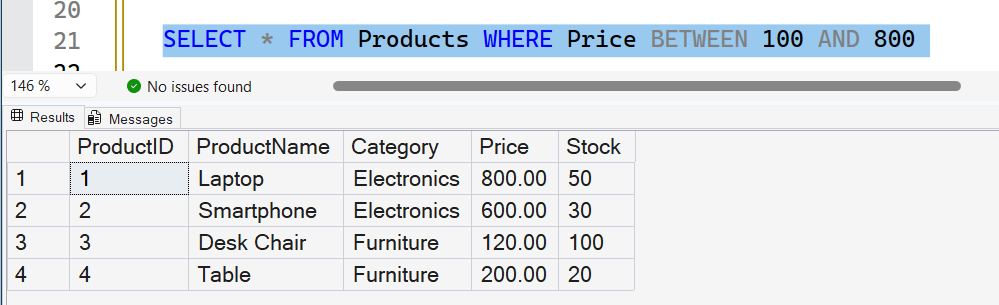 20
21 SELECT * FROM Products WHERE Price BETWEEN 100 AND 800
22
146 % No issues found
Results Messages
ProductID ProductName Category Price Stock
1 1 Laptop Electronics 800.00 50
2 2 Smartphone Electronics 600.00 30
3 3 Desk Chair Furniture 120.00 100
4 4 Table Furniture 200.00 20